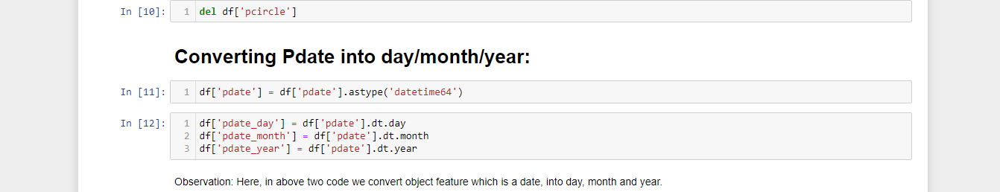 In [10]: 1 del df['pcircle']
Converting Pdate into day/month/year:
In [11]: 1 df['pdate'] = df['pdate'].astype('datetime64')
In [12]: 1 df['pdate_day'] = df['pdate'].dt.day
2 df['pdate_month'] = df['pdate'].dt.month
3 df['pdate_year'] = df['pdate'].dt.year
Observation: Here, in above two code we convert object feature which is a date, into day, month and year.